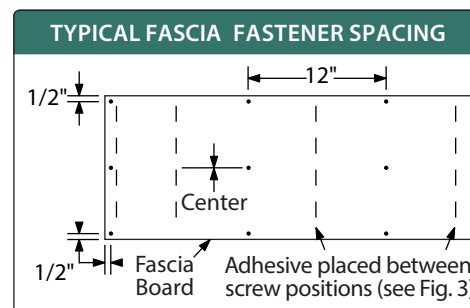 TYPICAL FASCIA FASTENER SPACING
12"
1/2"
Center
1/2"
Fascia
Board
Adhesive placed between
screw positions (see Fig. 3)